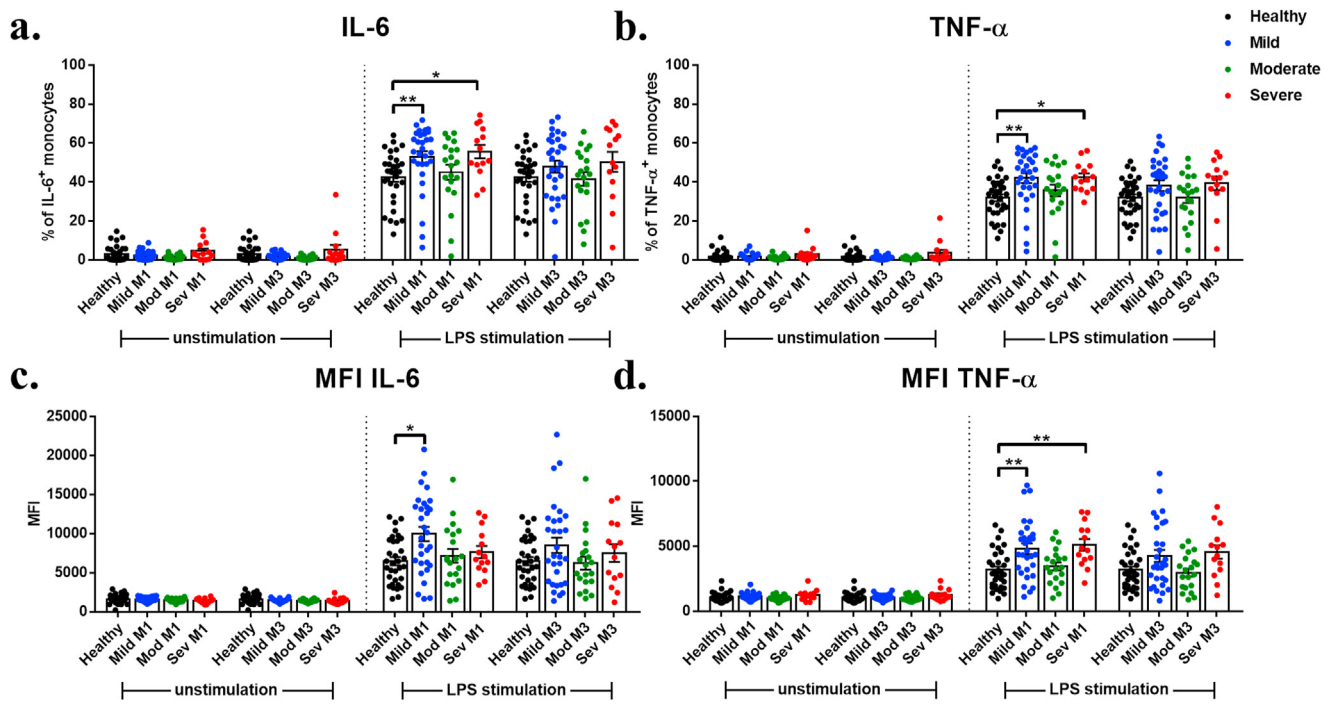 a.
IL-6
% of IL-6+ monocytes
100
80
60
40
20
0
*
**
Healthy
Mild M1
Mod M1
Sev M1
Healthy
Mild M3
Mod M3
Sev M3
Healthy
Mild M1
Mod M1
Sev M1
Healthy
Mild M3
Mod M3
Sev M3
unstimulation
LPS stimulation
b.
TNF-α
% of TNF-α+ monocytes
100
80
60
40
20
0
*
**
Healthy
Mild M1
Mod M1
Sev M1
Healthy
Mild M3
Mod M3
Sev M3
Healthy
Mild M1
Mod M1
Sev M1
Healthy
Mild M3
Mod M3
Sev M3
unstimulation
LPS stimulation
Healthy
Mild
Moderate
Severe
c.
MFI IL-6
MFI
25000
20000
15000
10000
5000
0
*
Healthy
Mild M1
Mod M1
Sev M1
Healthy
Mild M3
Mod M3
Sev M3
Healthy
Mild M1
Mod M1
Sev M1
Healthy
Mild M3
Mod M3
Sev M3
unstimulation
LPS stimulation
d.
MFI TNF-α
MFI
15000
10000
5000
0
**
**
Healthy
Mild M1
Mod M1
Sev M1
Healthy
Mild M3
Mod M3
Sev M3
Healthy
Mild M1
Mod M1
Sev M1
Healthy
Mild M3
Mod M3
Sev M3
unstimulation
LPS stimulation